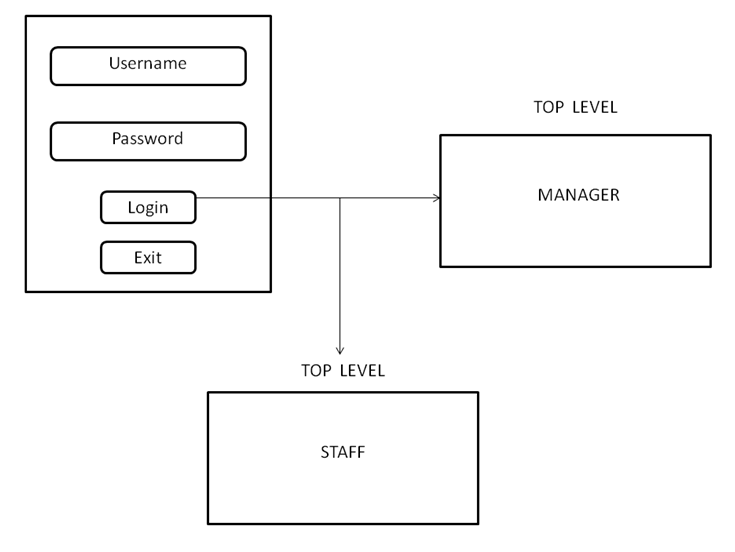 Username
Password
Login
Exit
TOP LEVEL
MANAGER
TOP LEVEL
STAFF